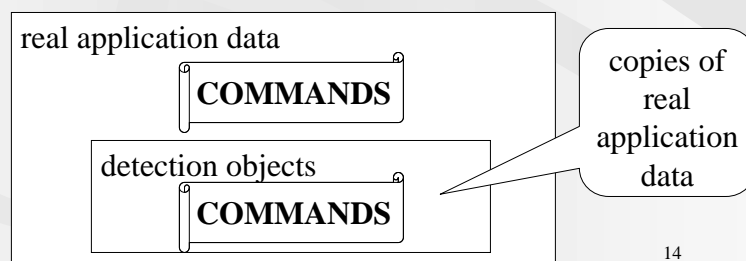 real application data
COMMANDS
detection objects
COMMANDS
copies of
real
application
data
14